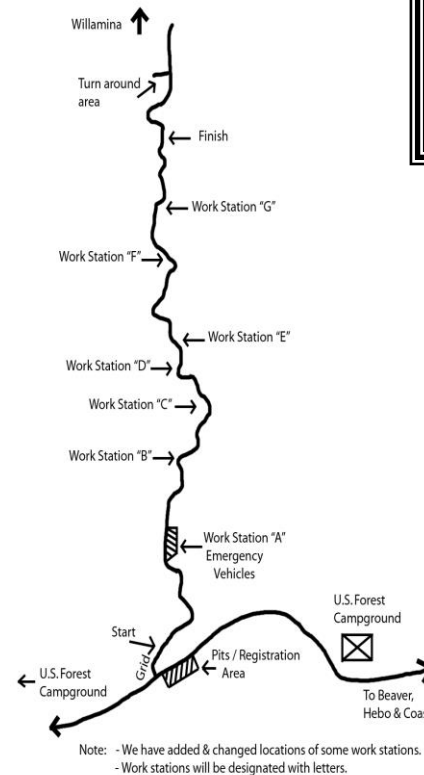 Willamina
Turn around
area
Finish
Work Station "G"
Work Station "F"
Work Station "E"
Work Station "D"
Work Station "C"
Work Station "B"
Work Station "A"
Emergency
Vehicles
U.S. Forest
Campground
Start
Grid
Pits / Registration
Area
U.S. Forest
Campground
To Beaver,
Hebo & Coas
Note: - We have added & changed locations of some work stations.
- Work stations will be designated with letters.